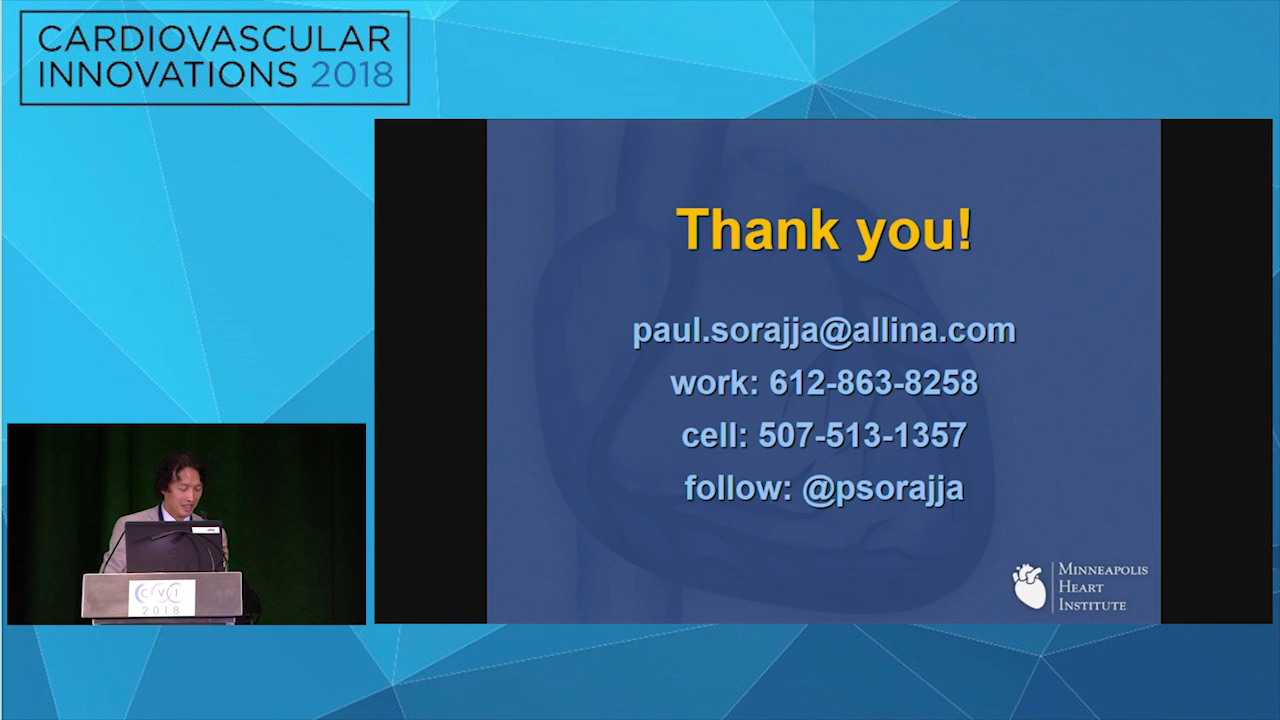 CARDIOVASCULAR
INNOVATIONS 2018
Thank you!
paul.sorajja@allina.com
work: 612-863-8258
cell: 507-513-1357
follow: @psorajja
MINNEAPOLIS
HEART
INSTITUTE
CVI
2018